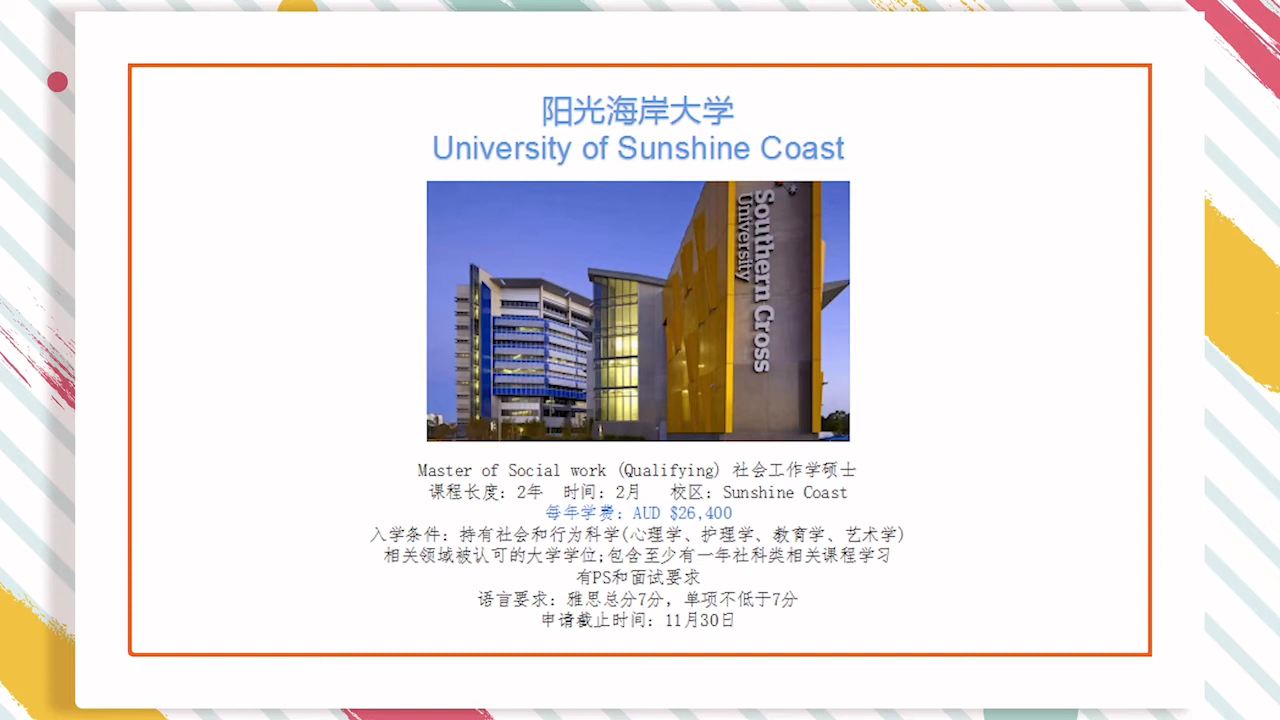 阳光海岸大学
University of Sunshine Coast
Southern Cross
University
Master of Social work (Qualifying) 社会工作学硕士
课程长度：2年 时间：2月 校区：Sunshine Coast
每年学费：AUD $26,400
入学条件：持有社会和行为科学(心理学、护理学、教育学、艺术学)
相关领域被认可的大学学位;包含至少有一年社科类相关课程学习
有PS和面试要求
语言要求：雅思总分7分，单项不低于7分
申请截止时间：11月30日